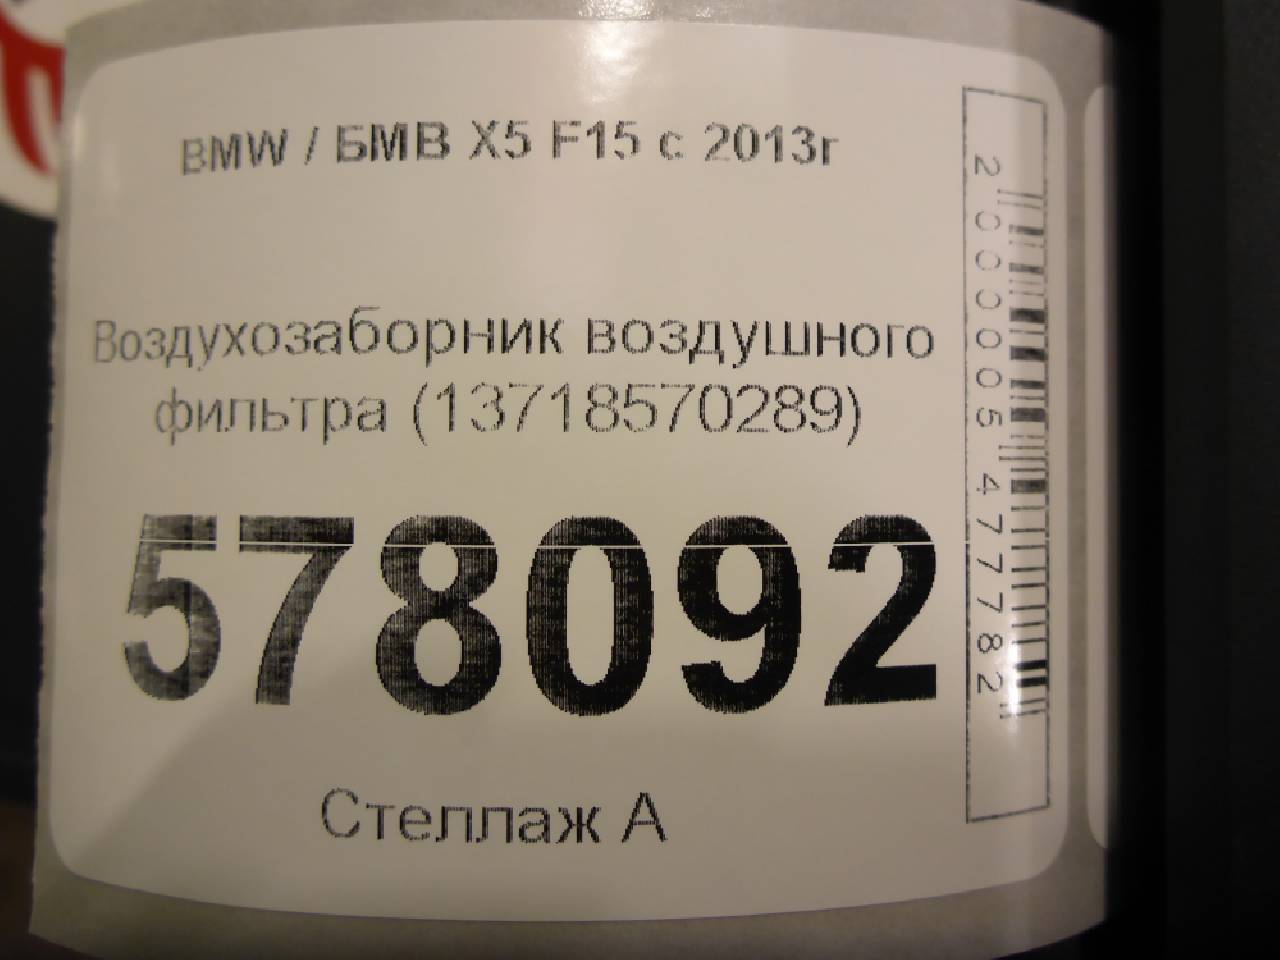 BMW / БМВ X5 F15 с 2013г
Воздухозаборник воздушного
фильтра (13718570289)
578092
Стеллаж А
2000005477782